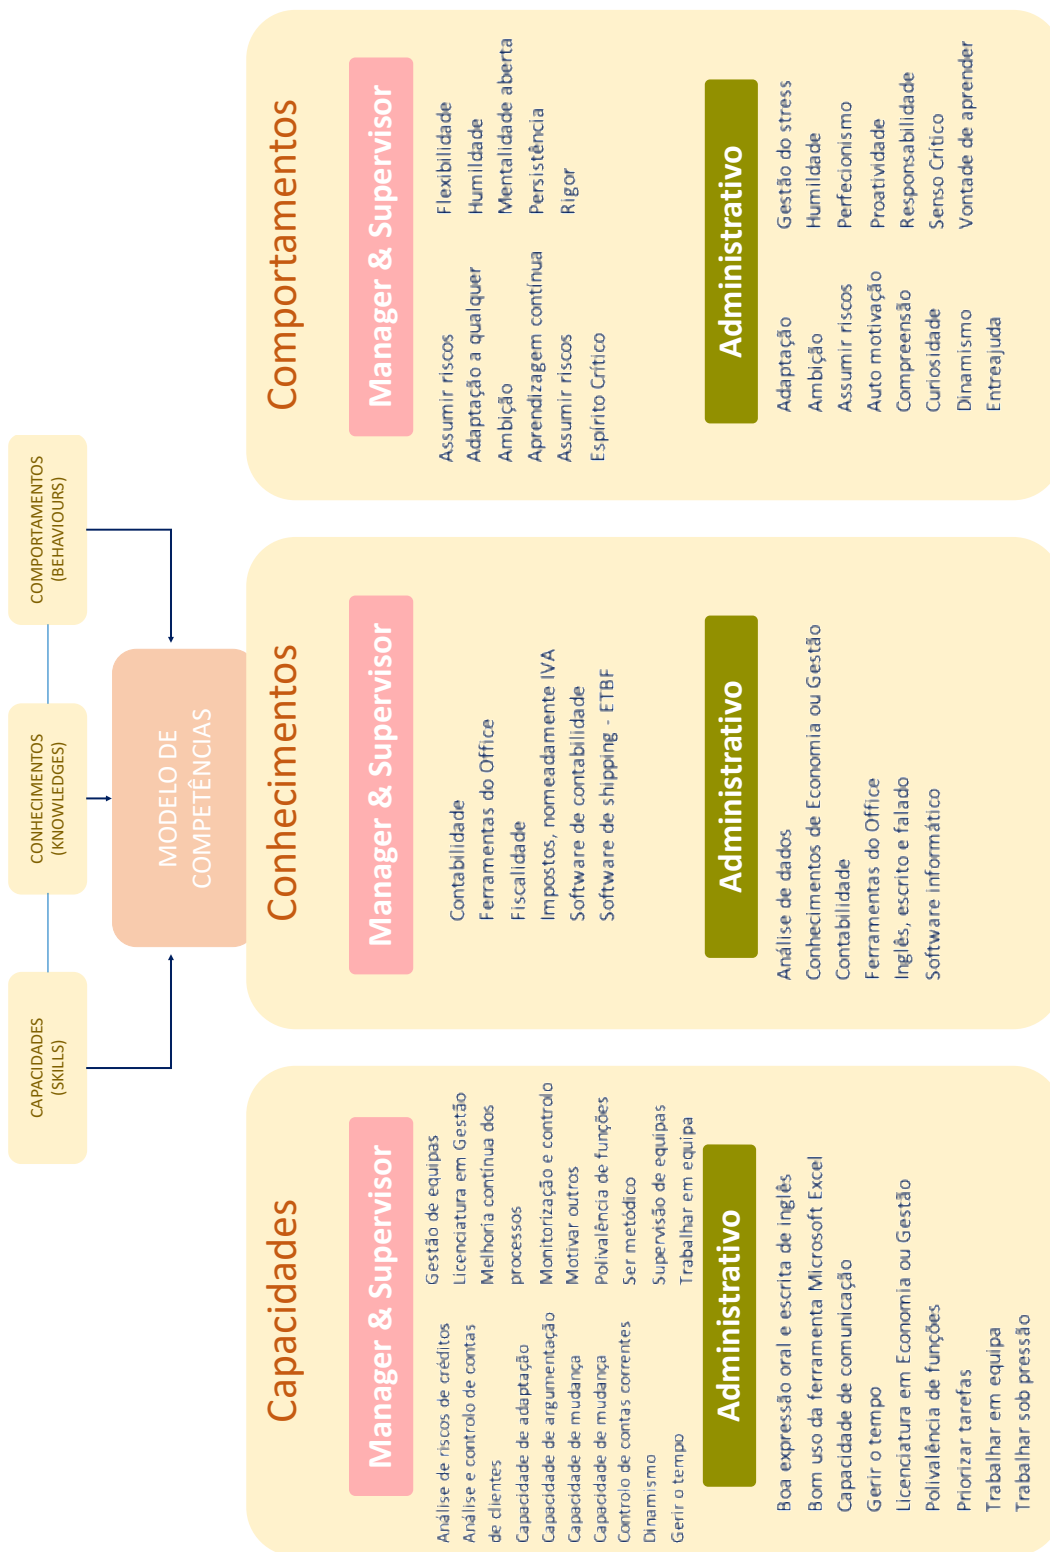 CAPACIDADES
(SKILLS)
CONHECIMENTOS
(KNOWLEDGES)
COMPORTAMENTOS
(BEHAVIOURS)
MODELO DE
COMPETÊNCIAS
Capacidades
Manager & Supervisor
Análise de riscos de créditos
Análise e controlo de contas
de clientes
Capacidade de adaptação
Capacidade de argumentação
Capacidade de mudança
Capacidade de mudança
Controlo de contas correntes
Dinamismo
Gerir o tempo
Gestão de equipas
Licenciatura em Gestão
Melhoria contínua dos
processos
Monitorização e controlo
Motivar outros
Polivalência de funções
Ser metódico
Supervisão de equipas
Trabalhar em equipa
Administrativo
Boa expressão oral e escrita de inglês
Bom uso da ferramenta Microsoft Excel
Capacidade de comunicação
Gerir o tempo
Licenciatura em Economia ou Gestão
Polivalência de funções
Priorizar tarefas
Trabalhar em equipa
Trabalhar sob pressão
Conhecimentos
Manager & Supervisor
Contabilidade
Ferramentas do Office
Fiscalidade
Impostos, nomeadamente IVA
Software de contabilidade
Software de shipping - ETBF
Administrativo
Análise de dados
Conhecimentos de Economia ou Gestão
Contabilidade
Ferramentas do Office
Inglês, escrito e falado
Software informático
Comportamentos
Manager & Supervisor
Assumir riscos
Adaptação a qualquer
Ambição
Aprendizagem contínua
Assumir riscos
Espírito Crítico
Flexibilidade
Humildade
Mentalidade aberta
Persistência
Rigor
Administrativo
Adaptação
Ambição
Assumir riscos
Auto motivação
Compreensão
Curiosidade
Dinamismo
Entreajuda
Gestão do stress
Humildade
Perfecionismo
Proatividade
Responsabilidade
Senso Crítico
Vontade de aprender